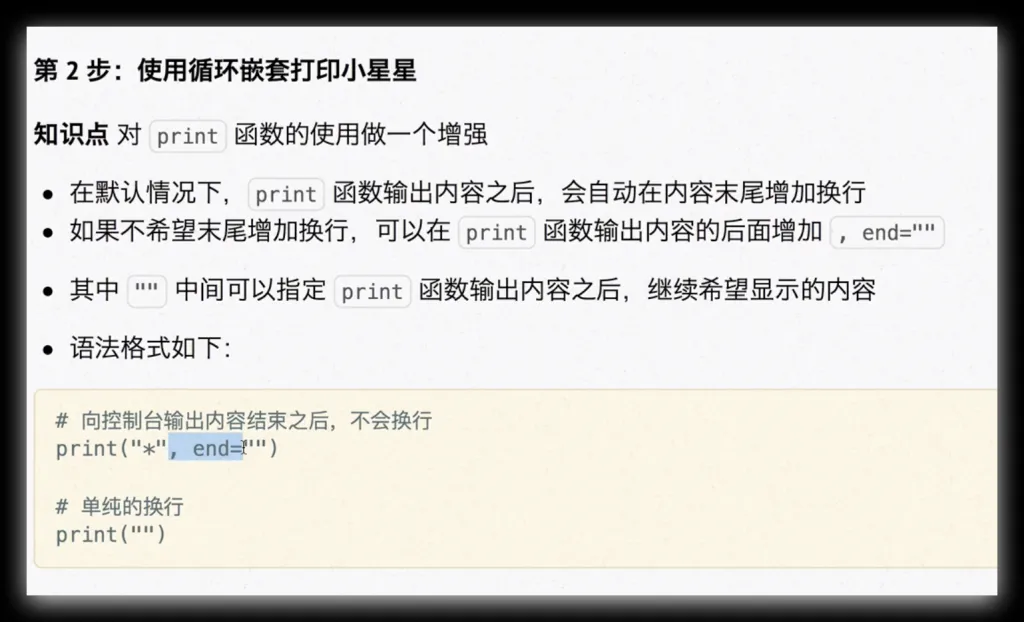 第 2 步：使用循环嵌套打印小星星
知识点 对 print 函数的使用做一个增强
在默认情况下，print 函数输出内容之后，会自动在内容末尾增加换行
如果不希望末尾增加换行，可以在 print 函数输出内容的后面增加 , end=""
其中 "" 中间可以指定 print 函数输出内容之后，继续希望显示的内容
语法格式如下：
# 向控制台输出内容结束之后，不会换行
print("*", end="")
# 单纯的换行
print("")